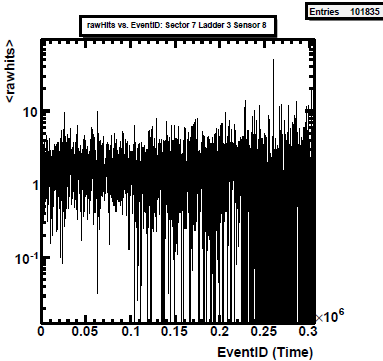 Entries 101835
rawHits vs. EventID: Sector 7 Ladder 3 Sensor 8
<rawhits>
10
1
10-1
0 0.05 0.1 0.15 0.2 0.25 0.3
×106
EventID (Time)